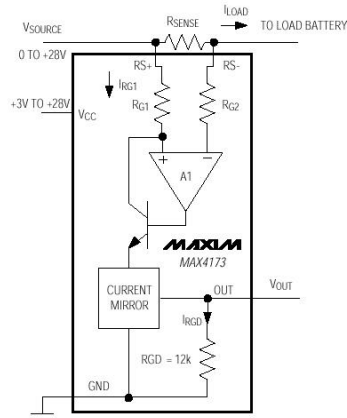 ILOAD
RSENSE
VSOURCE
TO LOAD BATTERY
0 TO +28V
RS+
RS-
IRG1
RG1
RG2
+3V TO +28V
VCC
+
−
A1
MAXIM
MAX4173
CURRENT
MIRROR
OUT
VOUT
IRGD
RGD = 12k
GND